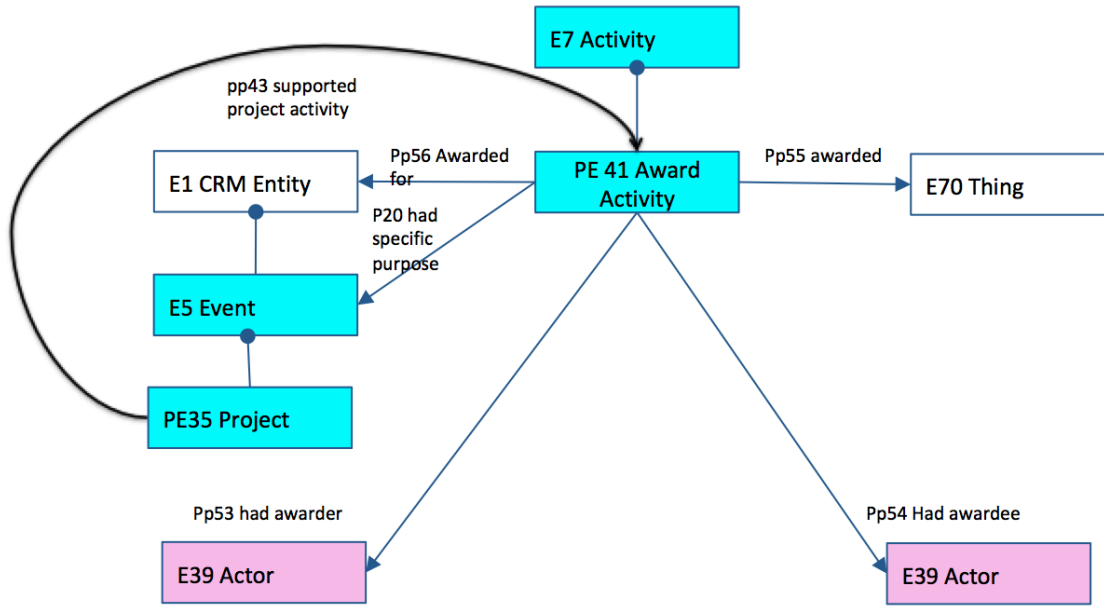 E7 Activity
pp43 supported
project activity
Pp56 Awarded
for
Pp55 awarded
E1 CRM Entity
PE 41 Award
Activity
E70 Thing
P20 had
specific
purpose
E5 Event
PE35 Project
Pp53 had awarder
Pp54 Had awardee
E39 Actor
E39 Actor